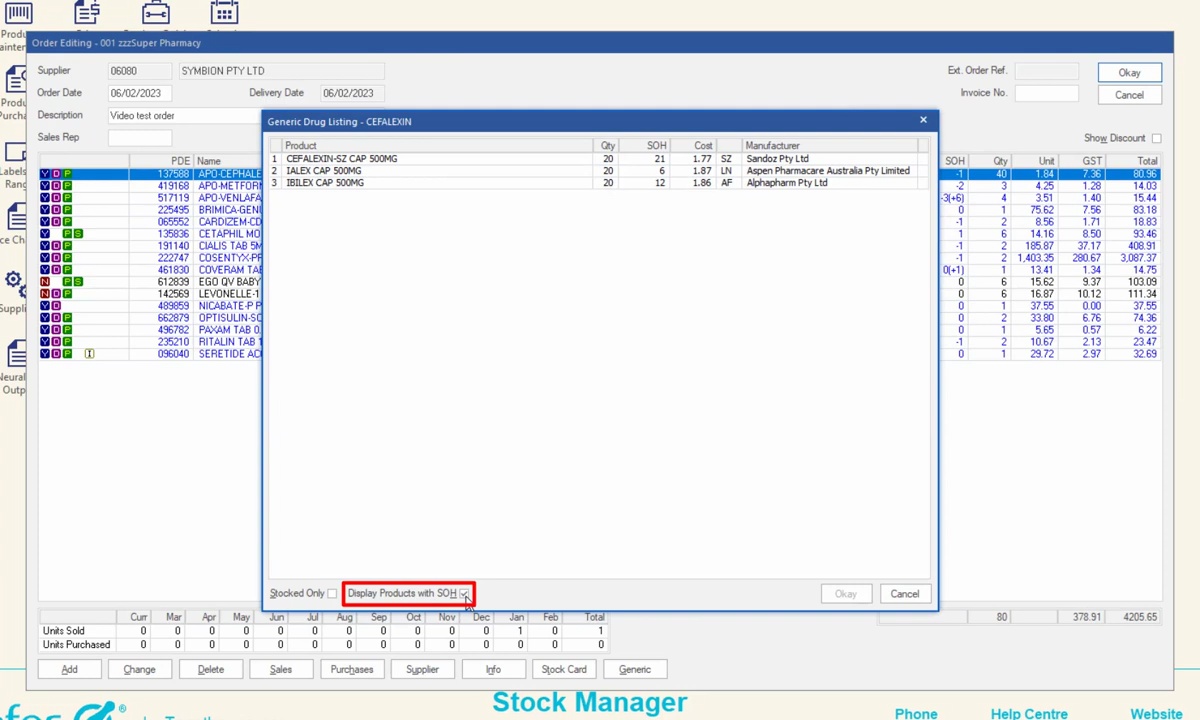 Order Editing - 001 zzzSuper Pharmacy
Supplier 06080 SYMBION PTY LTD Ext. Order Ref. Okay
Order Date 06/02/2023 Delivery Date 06/02/2023 Invoice No. Cancel
Description Video test order
Sales Rep Show Discount
Generic Drug Listing - CEFALEXIN
Product Qty SOH Cost Manufacturer
1 CEFALEXIN-SZ CAP 500MG 20 21 1.77 SZ Sandoz Pty Ltd
2 IALEX CAP 500MG 20 6 1.87 LN Aspen Pharmacare Australia Pty Limited
3 IBILEX CAP 500MG 20 12 1.86 AF Alphapharm Pty Ltd
Stocked Only Display Products with SOH Okay Cancel
PDE Name SOH Qty Unit GST Total
Y D P 137588 APO-CEPHALE -1 40 1.84 7.36 80.96
Y D P 419168 APO-METFORM -2 3 4.25 1.28 14.03
Y D P 517119 APO-VENLAFA -3(+6) 4 3.51 1.40 15.44
Y D P 225495 BRIMICA-GENU 0 1 75.62 7.56 83.18
Y D P 065552 CARDIZEM-CD -1 2 8.56 1.71 18.83
Y P S 135836 CETAPHIL MO 1 6 14.16 8.50 93.46
Y D P 191140 CIALIS TAB 5M -1 2 185.87 37.17 408.91
Y D P 222747 COSENTYX-P -1 2 1,403.35 280.67 3,087.37
Y D P 461830 COVERAM TAB 0(+1) 1 13.41 1.34 14.75
N P S 612839 EGO QV BABY 0 6 15.62 9.37 103.09
N D P 142569 LEVONELLE-1 0 6 16.87 10.12 111.34
Y D 489859 NICABATE-P P 0 1 37.55 0.00 37.55
Y D P 662879 OPTISULIN-SO 0 2 33.80 6.76 74.36
Y D P 496782 PAXAM TAB 0. 0 1 5.65 0.57 6.22
Y D P 235210 RITALIN TAB 1 -1 2 10.67 2.13 23.47
Y D P I 096040 SERETIDE AC 0 1 29.72 2.97 32.69
80 378.91 4205.65
Curr Mar Apr May Jun Jul Aug Sep Oct Nov Dec Jan Feb Total
Units Sold 0 0 0 0 0 0 0 0 0 0 0 1 0 1
Units Purchased 0 0 0 0 0 0 0 0 0 0 0 0 0 0
Add Change Delete Sales Purchases Supplier Info Stock Card Generic
Stock Manager
Phone Help Centre Website